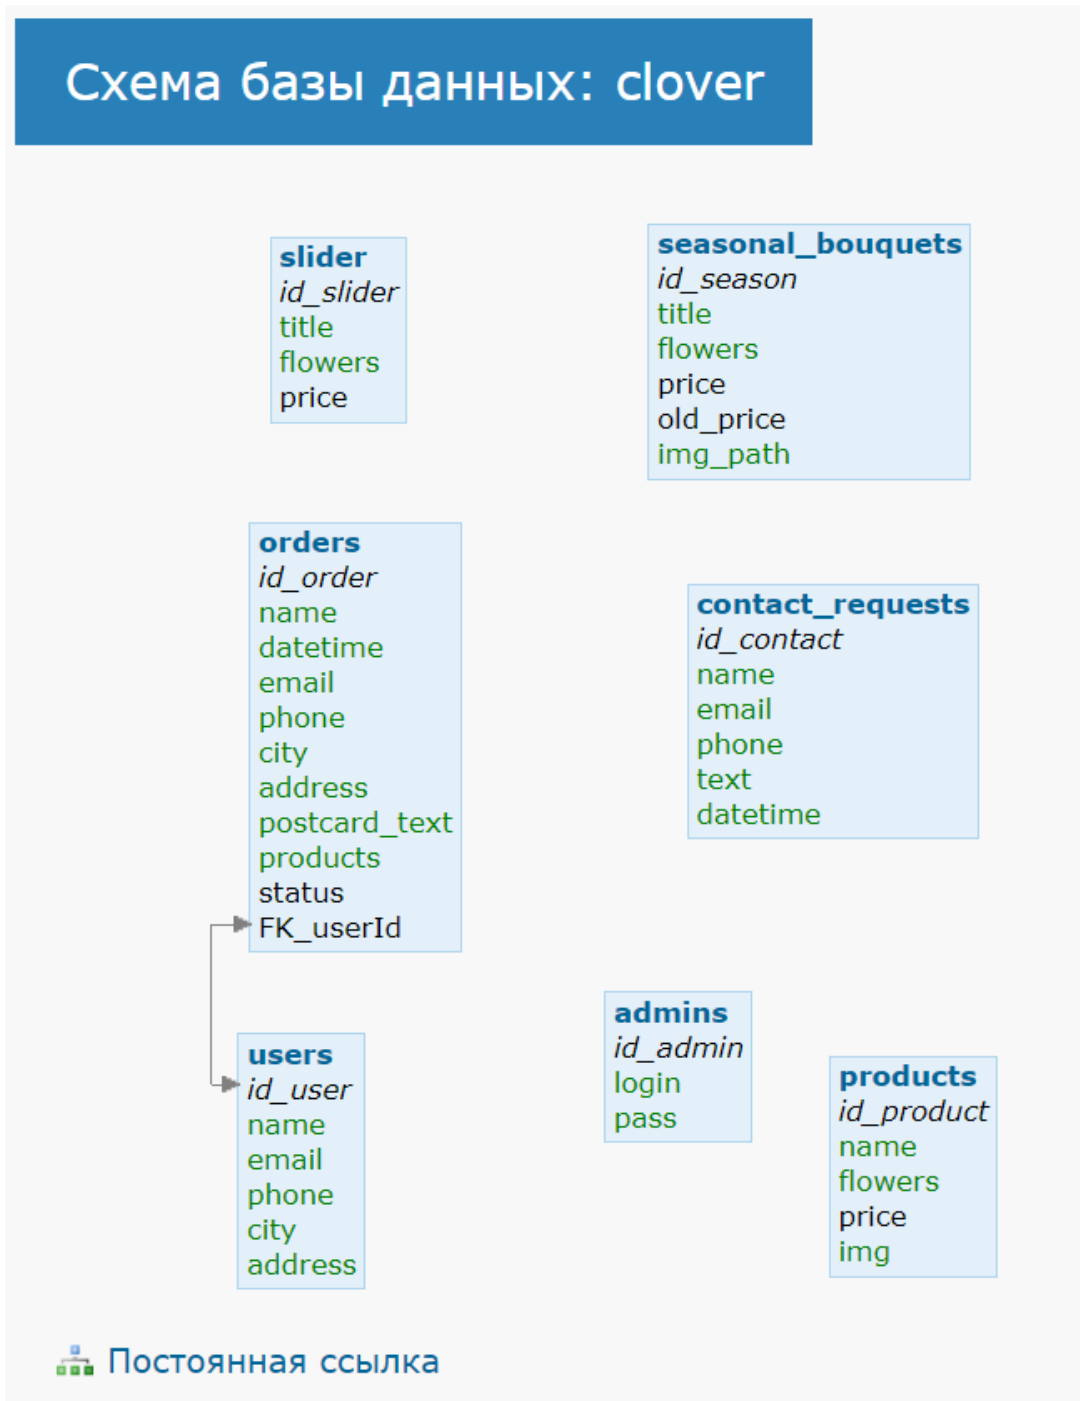 Схема базы данных: clover
slider
id_slider
title
flowers
price
seasonal_bouquets
id_season
title
flowers
price
old_price
img_path
orders
id_order
name
datetime
email
phone
city
address
postcard_text
products
status
FK_userId
contact_requests
id_contact
name
email
phone
text
datetime
users
id_user
name
email
phone
city
address
admins
id_admin
login
pass
products
id_product
name
flowers
price
img
Постоянная ссылка